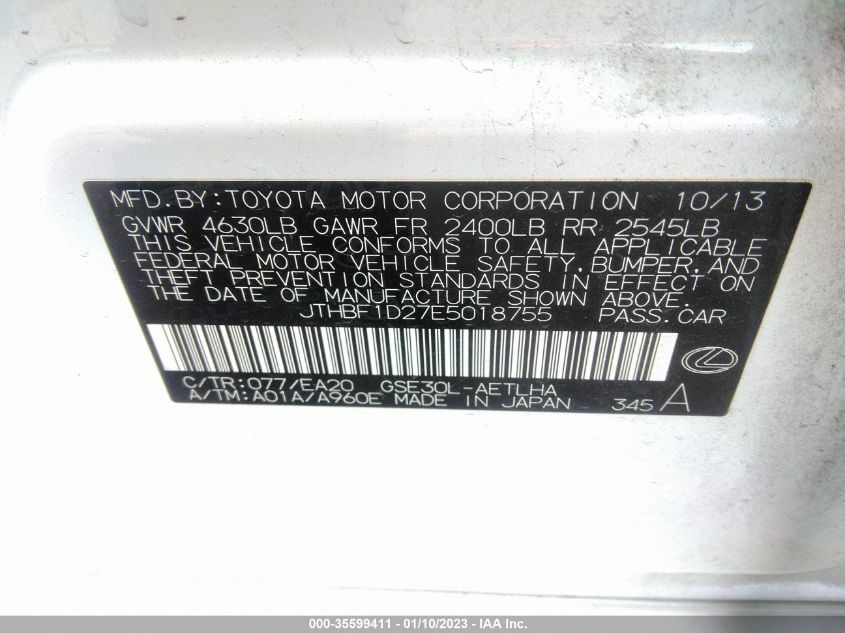 MFD.BY:TOYOTA MOTOR CORPORATION 10/13
GVWR 4630LB GAWR FR 2400LB RR 2545LB
THIS VEHICLE CONFORMS TO ALL APPLICABLE
FEDERAL MOTOR VEHICLE SAFETY,BUMPER,AND
THEFT PREVENTION STANDARDS IN EFFECT ON
THE DATE OF MANUFACTURE SHOWN ABOVE.
JTHBF1D27E5018755 PASS.CAR
C/TR:077/EA20 GSE30L-AETLHA
A/TM:A01A/A960E MADE IN JAPAN 345 A
000-35599411 — 01/10/2023 — IAA Inc.